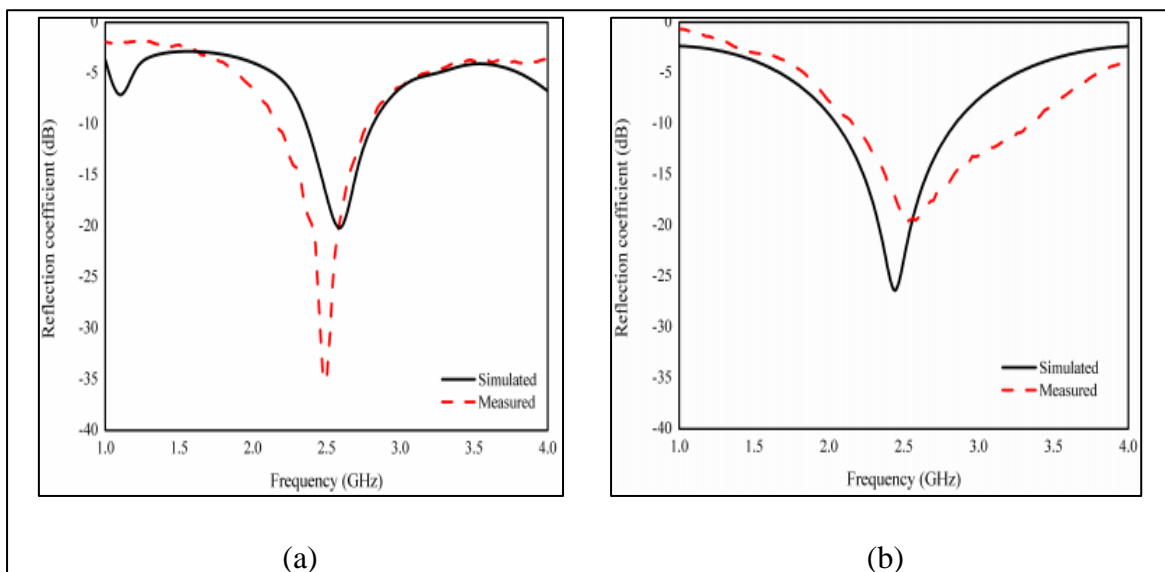 0
-5
-10
-15
-20
-25
-30
-35
-40
Reflection coefficient (dB)
Simulated
Measured
1.0 1.5 2.0 2.5 3.0 3.5 4.0
Frequency (GHz)
(a)
0
-5
-10
-15
-20
-25
-30
-35
-40
Reflection coefficient (dB)
Simulated
Measured
1.0 1.5 2.0 2.5 3.0 3.5 4.0
Frequency (GHz)
(b)